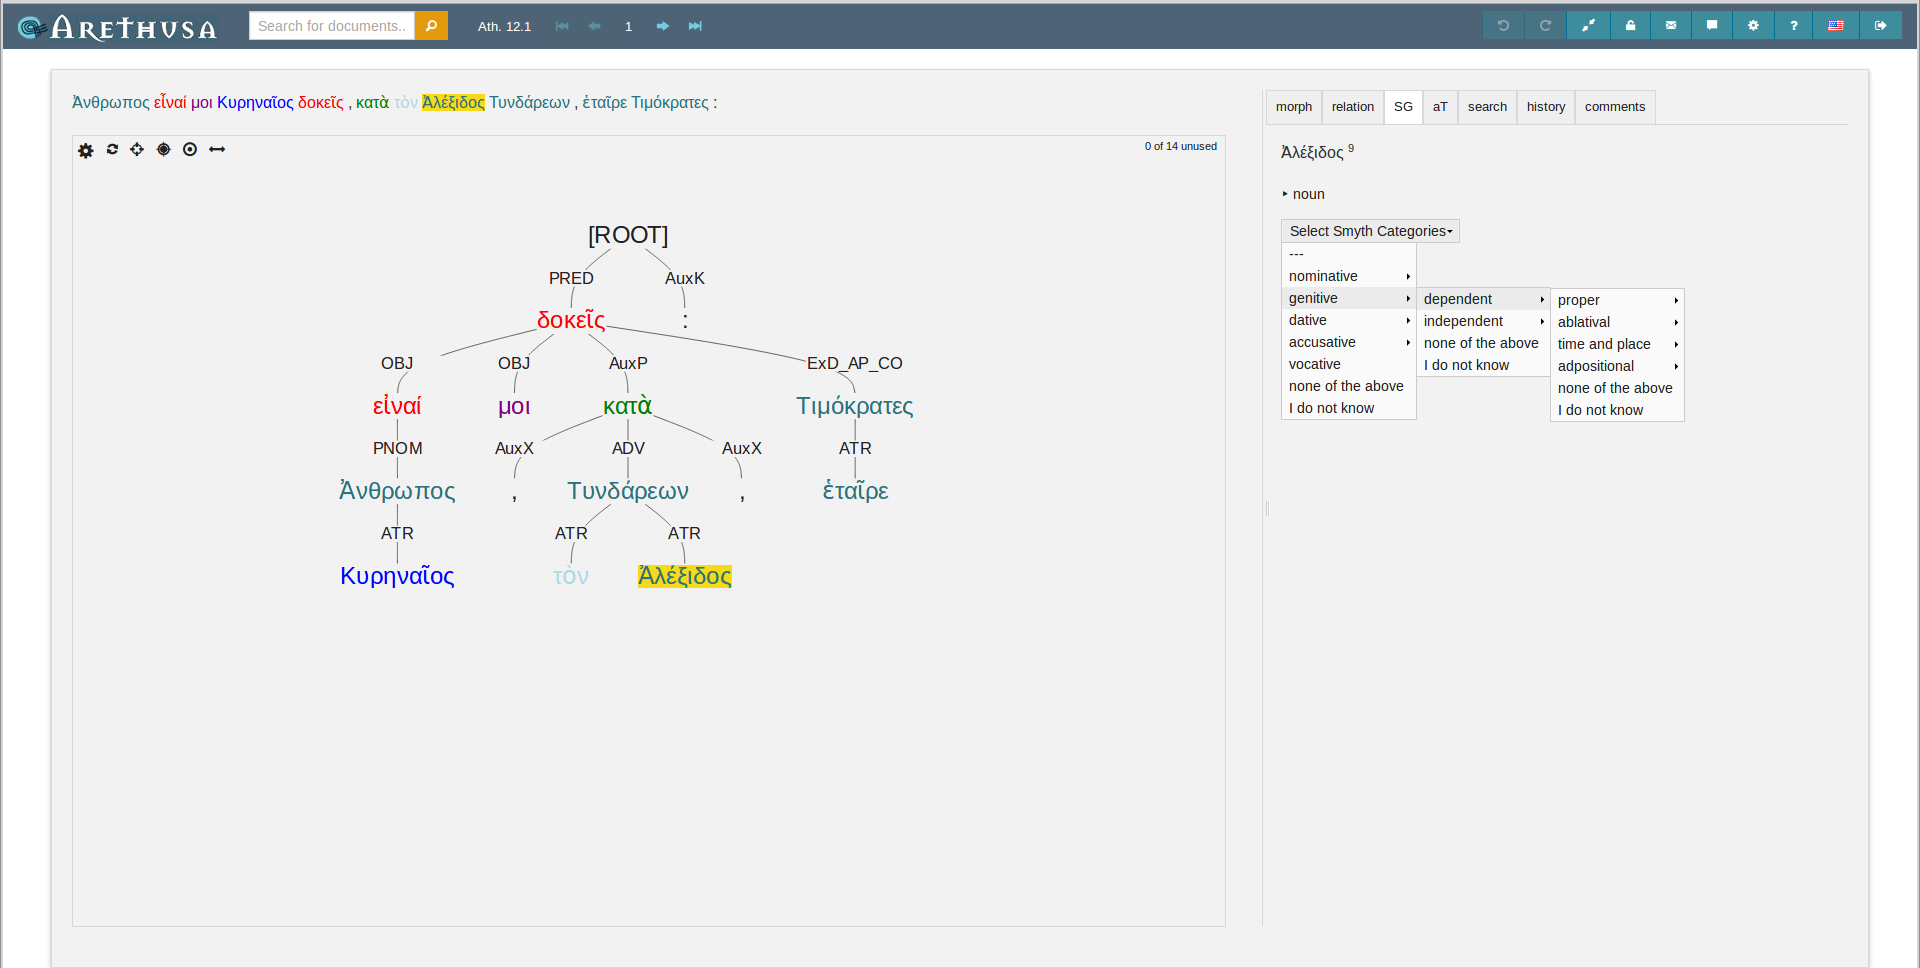 ARETHUSA
Search for documents..
Ath. 12.1
1
?
Ἄνθρωπος εἶναί μοι Κυρηναῖος δοκεῖς , κατὰ τὸν Ἀλέξιδος Τυνδάρεων , ἑταῖρε Τιμόκρατες :
0 of 14 unused
[ROOT]
PRED AuxK
δοκεῖς :
OBJ OBJ AuxP ExD_AP_CO
εἶναί μοι κατὰ Τιμόκρατες
PNOM AuxX ADV AuxX ATR
Ἄνθρωπος , Τυνδάρεων , ἑταῖρε
ATR ATR ATR
Κυρηναῖος τὸν Ἀλέξιδος
morph relation SG aT search history comments
Ἀλέξιδος 9
noun
Select Smyth Categories
---
nominative
genitive
dative
accusative
vocative
none of the above
I do not know
dependent
independent
none of the above
I do not know
proper
ablatival
time and place
adpositional
none of the above
I do not know